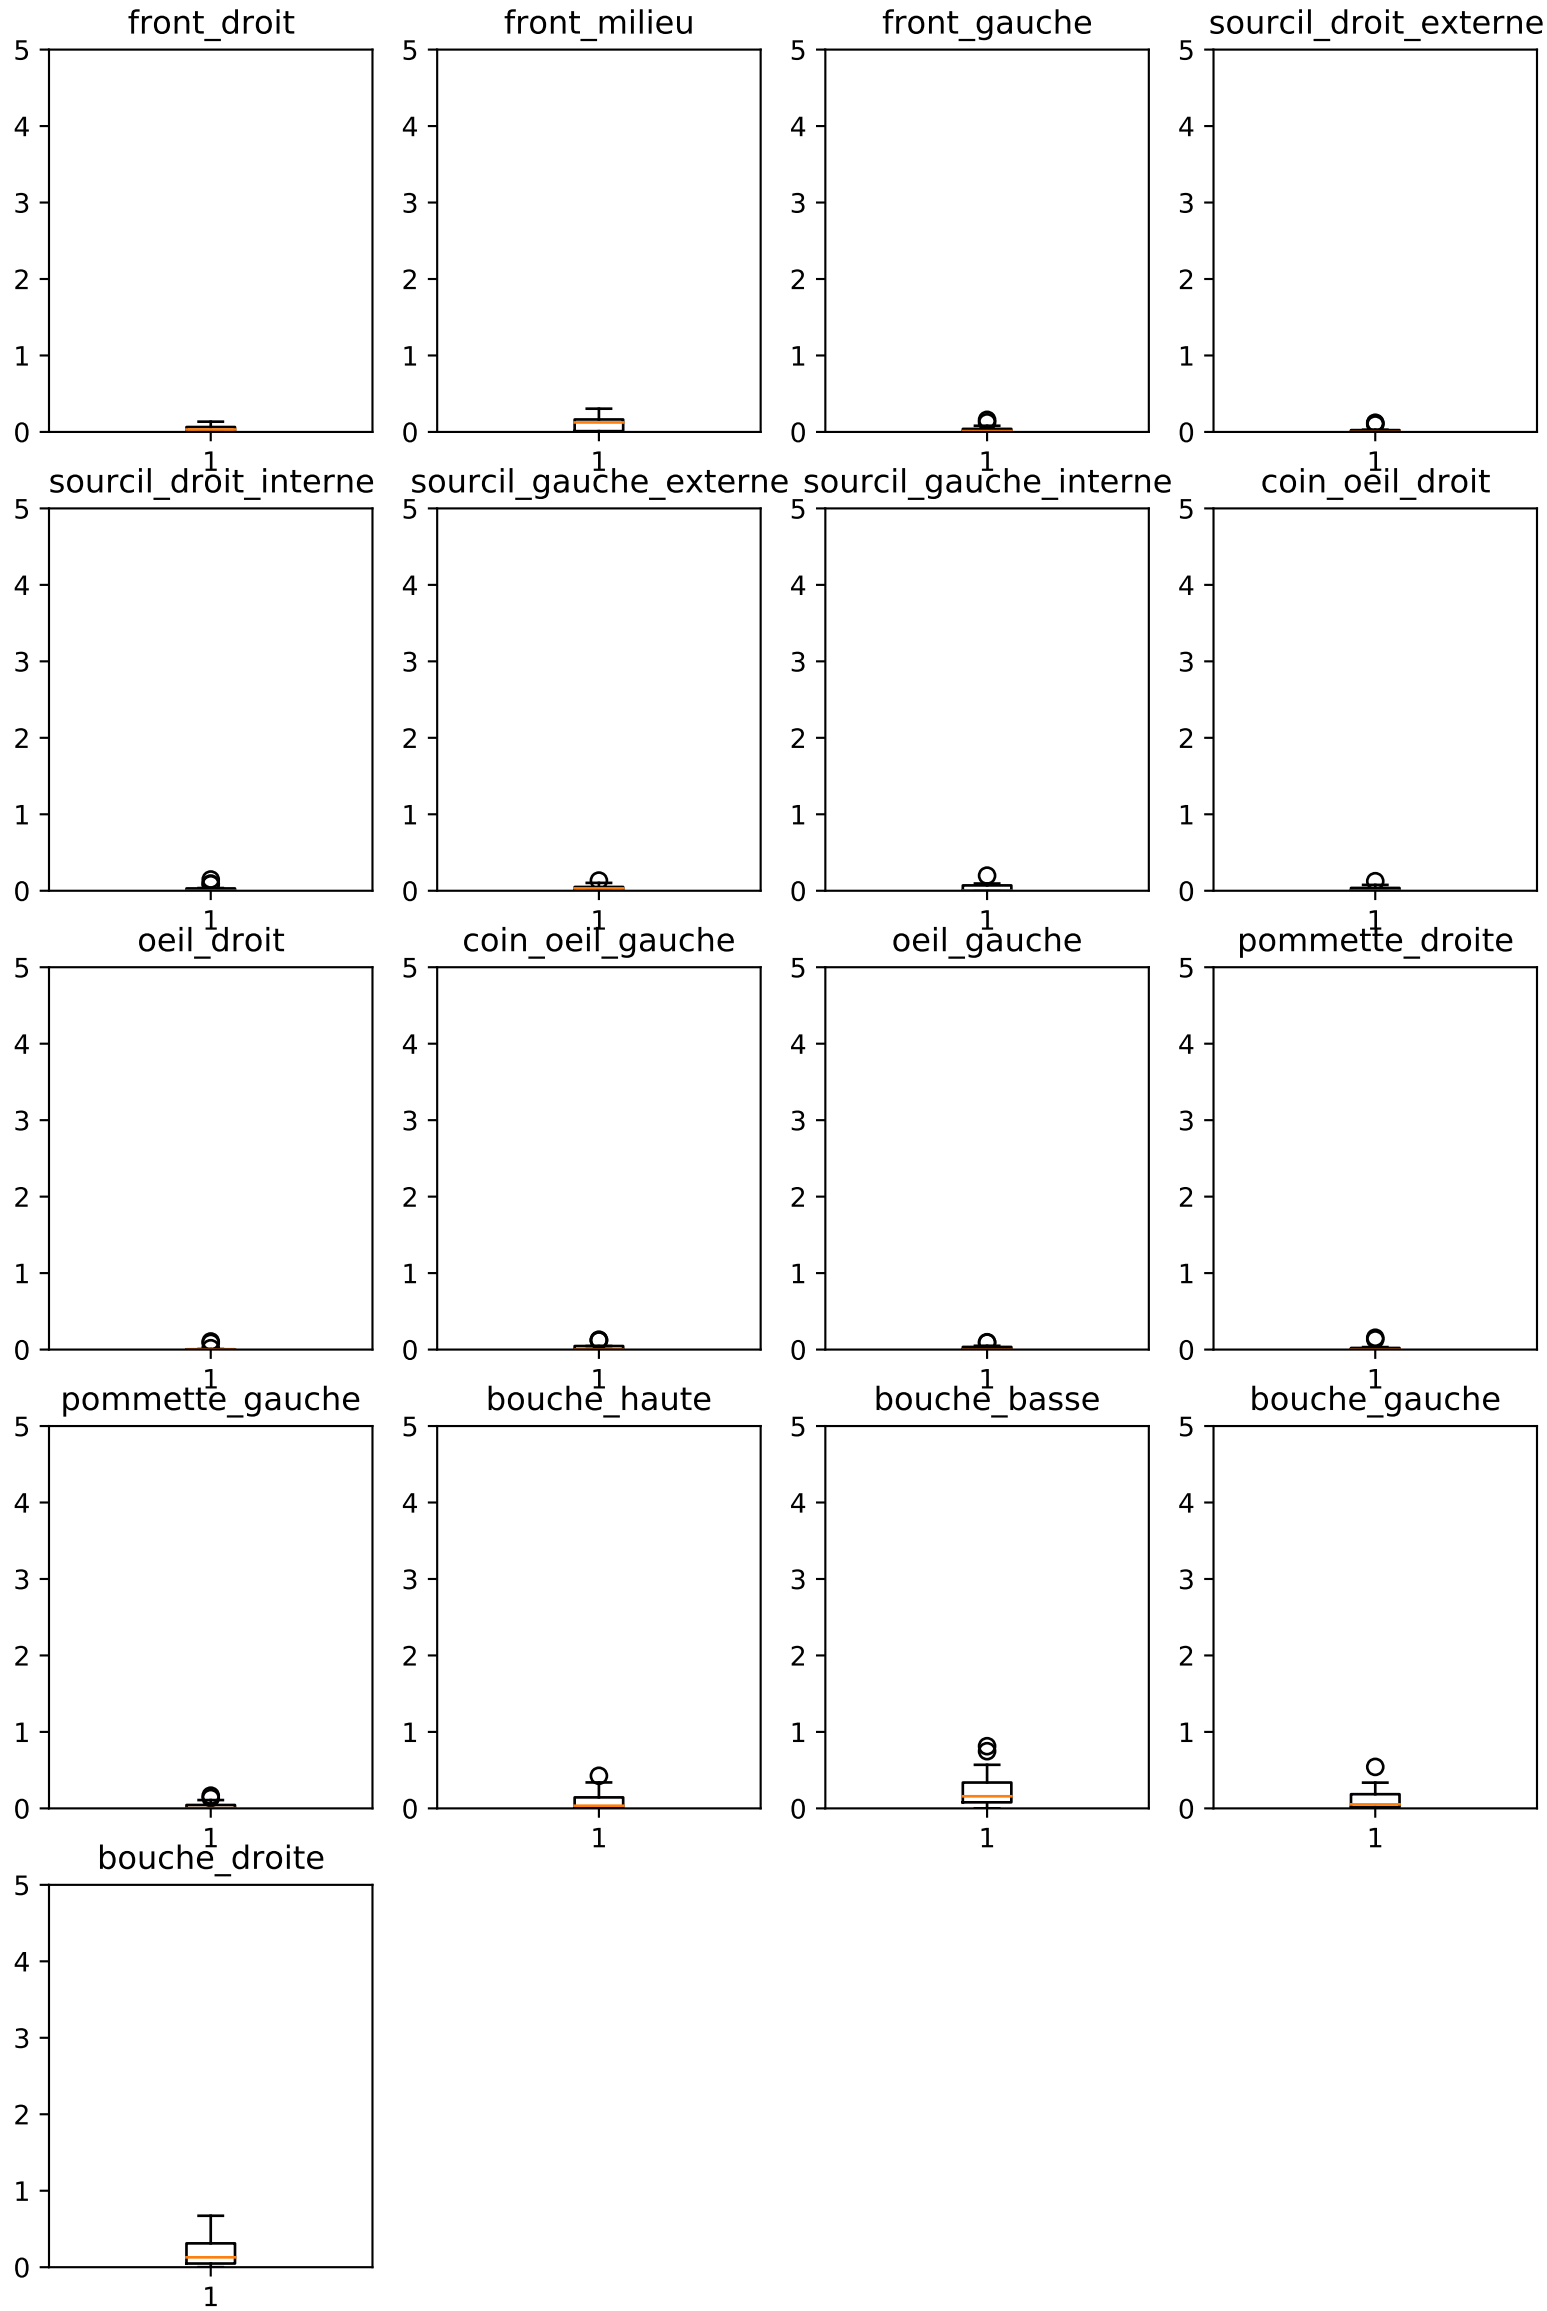 front_droit front_milieu front_gauche sourcil_droit_externe
5 5 5 5
4 4 4 4
3 3 3 3
2 2 2 2
1 1 1 1
0 0 0 0
1 1 1 1
sourcil_droit_interne sourcil_gauche_externe sourcil_gauche_interne coin_oeil_droit
5 5 5 5
4 4 4 4
3 3 3 3
2 2 2 2
1 1 1 1
0 0 0 0
1 1 1 1
oeil_droit coin_oeil_gauche oeil_gauche pommette_droite
5 5 5 5
4 4 4 4
3 3 3 3
2 2 2 2
1 1 1 1
0 0 0 0
1 1 1 1
pommette_gauche bouche_haute bouche_basse bouche_gauche
5 5 5 5
4 4 4 4
3 3 3 3
2 2 2 2
1 1 1 1
0 0 0 0
1 1 1 1
bouche_droite
5
4
3
2
1
0
1